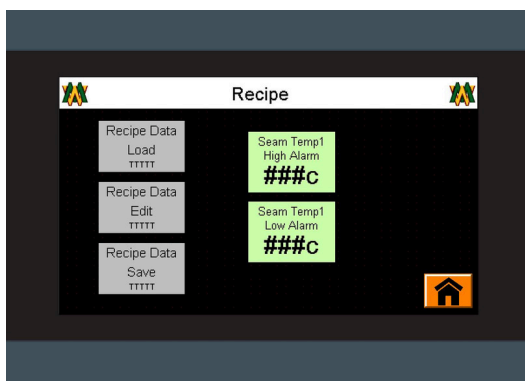 Recipe
Recipe Data
Load
TTTTT
Recipe Data
Edit
TTTTT
Recipe Data
Save
TTTTT
Seam Temp1
High Alarm
###C
Seam Temp1
Low Alarm
###C